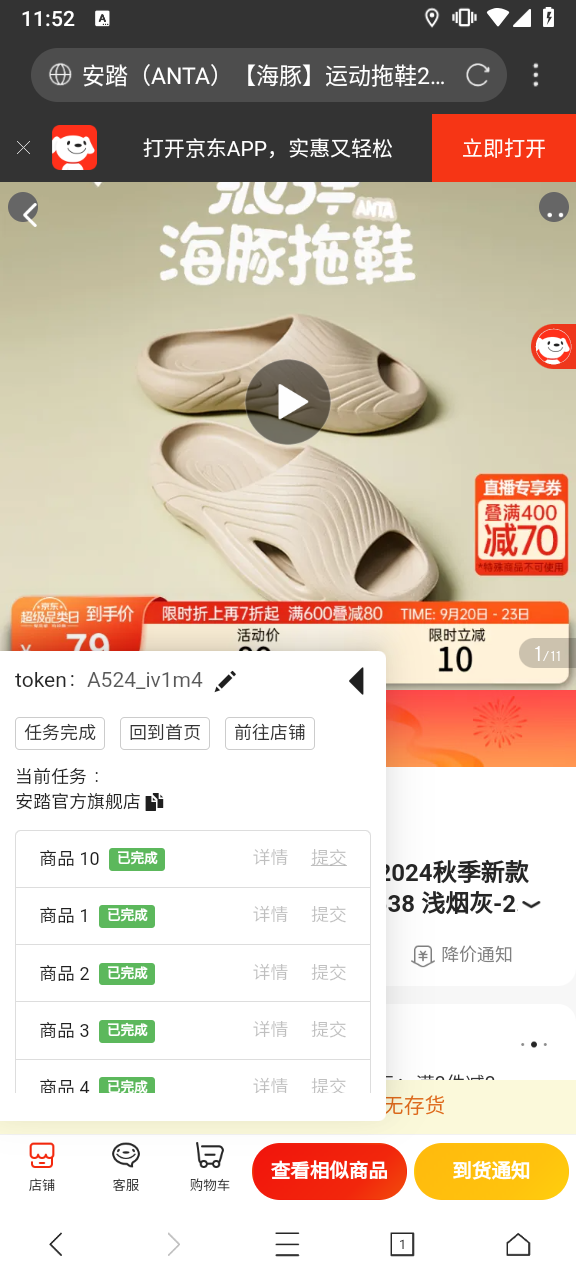 11:52
A
安踏（ANTA）【海豚】运动拖鞋2...
打开京东APP，实惠又轻松
立即打开
ANTA
海豚拖鞋
直播专享券
叠满400
减70
*特殊商品不可使用
京东
超级品类日 到手价
限时折上再7折起 满600叠减80 TIME: 9月20日 - 23日
¥ 79
活动价
限时立减
10
1/11
token： A524_iv1m4
任务完成
回到首页
前往店铺
当前任务：
安踏官方旗舰店
商品 10 已完成 详情 提交
商品 1 已完成 详情 提交
商品 2 已完成 详情 提交
商品 3 已完成 详情 提交
商品 4 已完成 详情 提交
2024秋季新款
38 浅烟灰-2
降价通知
无存货
店铺
客服
购物车
查看相似商品
到货通知
1